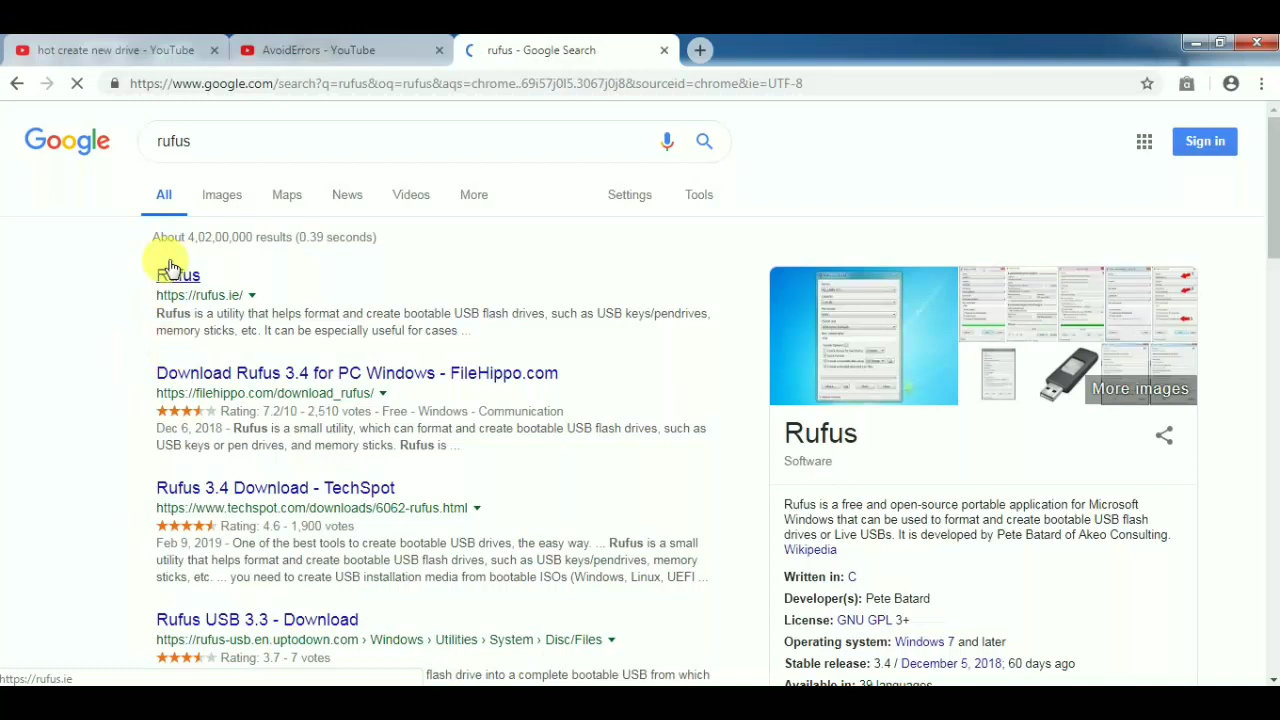 hot create new drive - YouTube
AvoidErrors - YouTube
rufus - Google Search
https://www.google.com/search?q=rufus&oq=rufus&aqs=chrome..69i57j0l5.3067j0j8&sourceid=chrome&ie=UTF-8
Google
rufus
Sign in
All Images Maps News Videos More Settings Tools
About 4,02,00,000 results (0.39 seconds)
Rufus
https://rufus.ie/
Rufus is a utility that helps format and create bootable USB flash drives, such as USB keys/pendrives,
memory sticks, etc. It can be especially useful for cases ...
Download Rufus 3.4 for PC Windows - FileHippo.com
https://filehippo.com/download_rufus/
Rating: 7.2/10 - 2,510 votes - Free - Windows - Communication
Dec 6, 2018 - Rufus is a small utility, which can format and create bootable USB flash drives, such as
USB keys or pen drives, and memory sticks. Rufus is ...
Rufus 3.4 Download - TechSpot
https://www.techspot.com/downloads/6062-rufus.html
Rating: 4.6 - 1,900 votes
Feb 9, 2019 - One of the best tools to create bootable USB drives, the easy way. ... Rufus is a small
utility that helps format and create bootable USB flash drives, such as USB keys/pendrives, memory
sticks, etc. ... you need to create USB installation media from bootable ISOs (Windows, Linux, UEFI ...
Rufus USB 3.3 - Download
https://rufus-usb.en.uptodown.com › Windows › Utilities › System › Disc/Files
Rating: 3.7 - 7 votes
flash drive into a complete bootable USB from which
https://rufus.ie
More images
Rufus
Software
Rufus is a free and open-source portable application for Microsoft
Windows that can be used to format and create bootable USB flash
drives or Live USBs. It is developed by Pete Batard of Akeo Consulting.
Wikipedia
Written in: C
Developer(s): Pete Batard
License: GNU GPL 3+
Operating system: Windows 7 and later
Stable release: 3.4 / December 5, 2018; 60 days ago
Available in: 39 languages